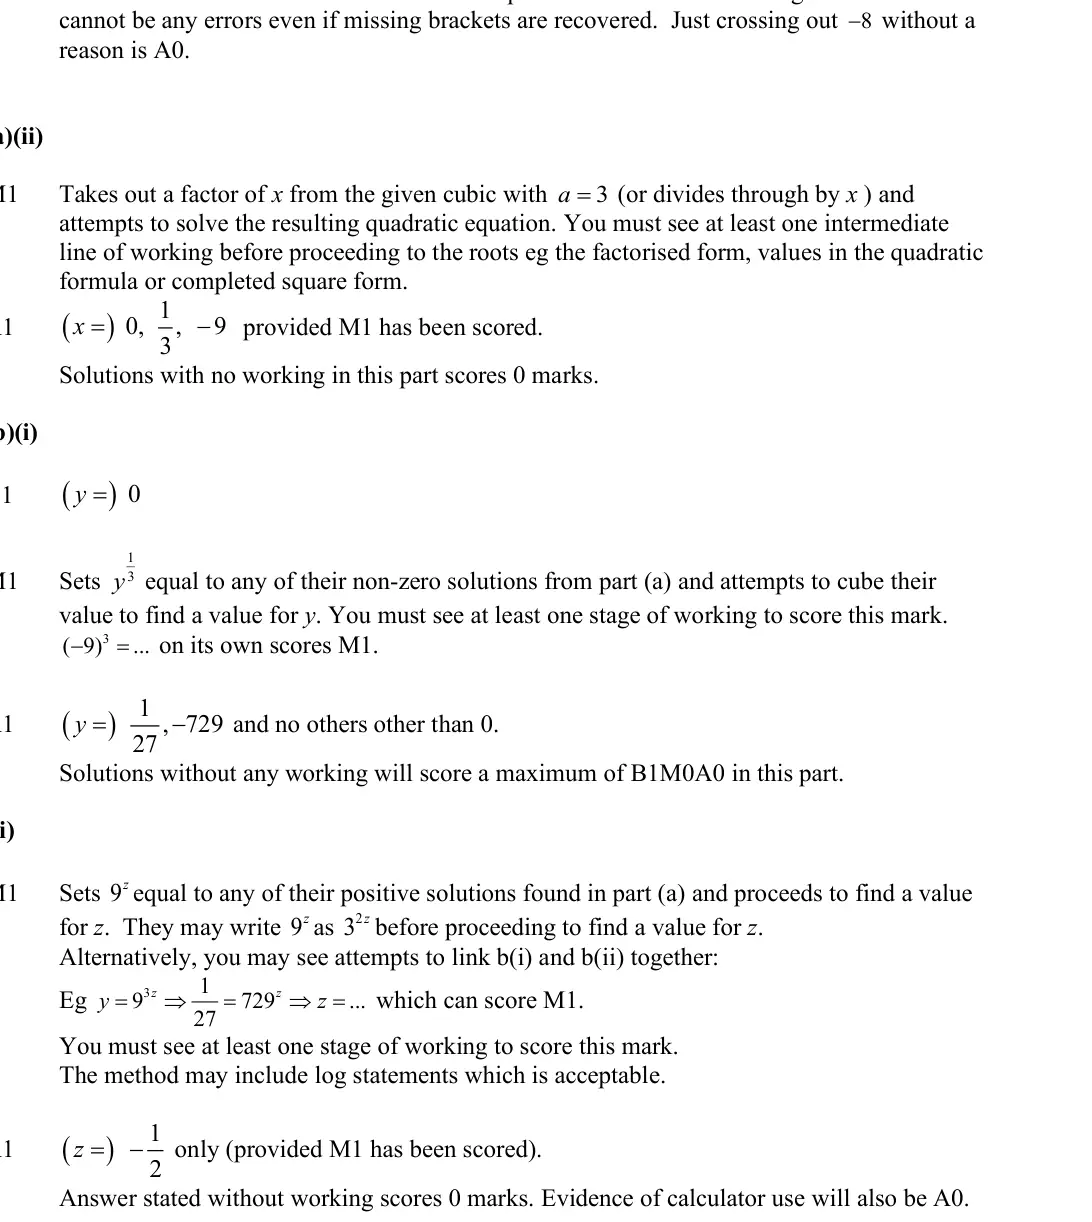 cannot be any errors even if missing brackets are recovered. Just crossing out −8 without a
reason is A0.
)(ii)
1 Takes out a factor of x from the given cubic with a = 3 (or divides through by x ) and
attempts to solve the resulting quadratic equation. You must see at least one intermediate
line of working before proceeding to the roots eg the factorised form, values in the quadratic
formula or completed square form.
1 (x =) 0, 1/3, −9 provided M1 has been scored.
Solutions with no working in this part scores 0 marks.
)(i)
1 (y =) 0
1 Sets y^(1/3) equal to any of their non-zero solutions from part (a) and attempts to cube their
value to find a value for y. You must see at least one stage of working to score this mark.
(−9)³ = ... on its own scores M1.
1 (y =) 1/27, −729 and no others other than 0.
Solutions without any working will score a maximum of B1M0A0 in this part.
i)
1 Sets 9^z equal to any of their positive solutions found in part (a) and proceeds to find a value
for z. They may write 9^z as 3^(2z) before proceeding to find a value for z.
Alternatively, you may see attempts to link b(i) and b(ii) together:
Eg y = 9^(3z) ⇒ 1/27 = 729^z ⇒ z = ... which can score M1.
You must see at least one stage of working to score this mark.
The method may include log statements which is acceptable.
1 (z =) −1/2 only (provided M1 has been scored).
Answer stated without working scores 0 marks. Evidence of calculator use will also be A0.